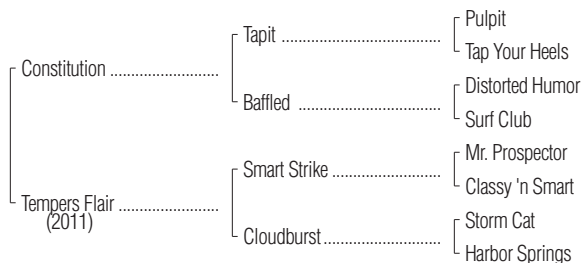 Pulpit
Tapit ........................................
Tap Your Heels
Constitution ...........................
Distorted Humor
Baffled ....................................
Surf Club
Mr. Prospector
Smart Strike ...........................
Classy 'n Smart
Tempers Flair .........................
(2011)
Storm Cat
Cloudburst .............................
Harbor Springs